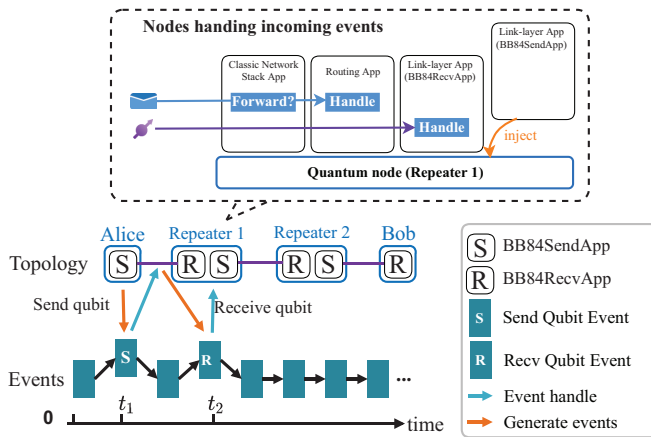 Nodes handing incoming events
Classic Network
Stack App
Routing App
Link-layer App
(BB84RecvApp)
Link-layer App
(BB84SendApp)
Forward?
Handle
Handle
inject
Quantum node (Repeater 1)
Alice
Repeater 1
Repeater 2
Bob
Topology
S
R
S
R
S
R
Send qubit
Receive qubit
S
R
Events
...
0
t1
t2
time
S
BB84SendApp
R
BB84RecvApp
S
Send Qubit Event
R
Recv Qubit Event
Event handle
Generate events